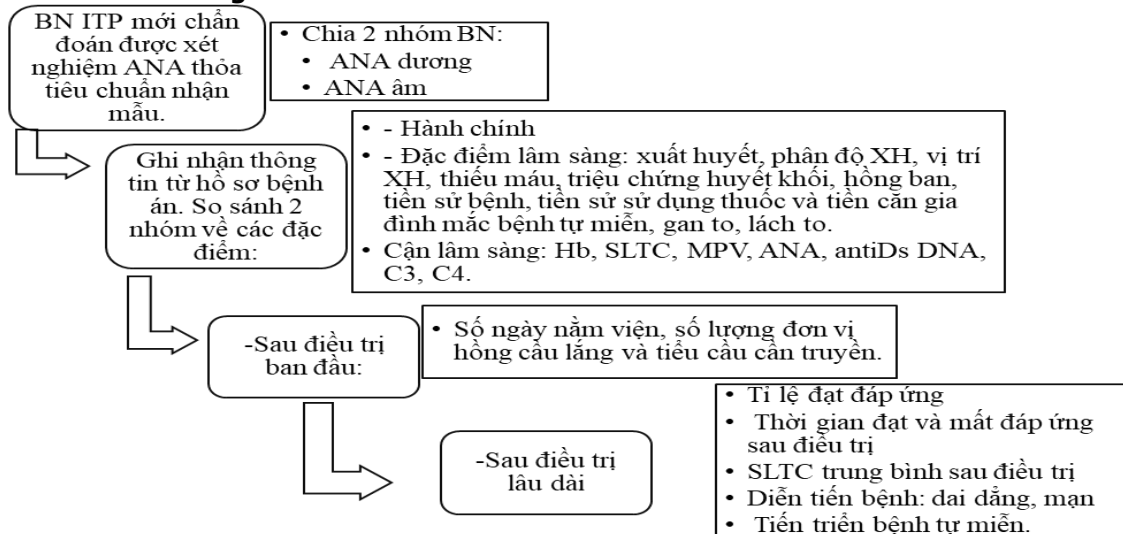 BN ITP mới chẩn
đoán được xét
nghiệm ANA thỏa
tiêu chuẩn nhận
mẫu.
• Chia 2 nhóm BN:
• ANA dương
• ANA âm
Ghi nhận thông
tin từ hồ sơ bệnh
án. So sánh 2
nhóm về các đặc
điểm:
• - Hành chính
• - Đặc điểm lâm sàng: xuất huyết, phân độ XH, vị trí
XH, thiếu máu, triệu chứng huyết khối, hồng ban,
tiền sử bệnh, tiền sử sử dụng thuốc và tiền căn gia
đình mắc bệnh tự miễn, gan to, lách to.
• Cận lâm sàng: Hb, SLTC, MPV, ANA, antiDs DNA,
C3, C4.
-Sau điều trị
ban đầu:
• Số ngày nằm viện, số lượng đơn vị
hồng cầu lắng và tiểu cầu cần truyền.
-Sau điều trị
lâu dài
• Tỉ lệ đạt đáp ứng
• Thời gian đạt và mất đáp ứng
sau điều trị
• SLTC trung bình sau điều trị
• Diễn tiến bệnh: dai dẳng, mạn
• Tiến triển bệnh tự miễn.